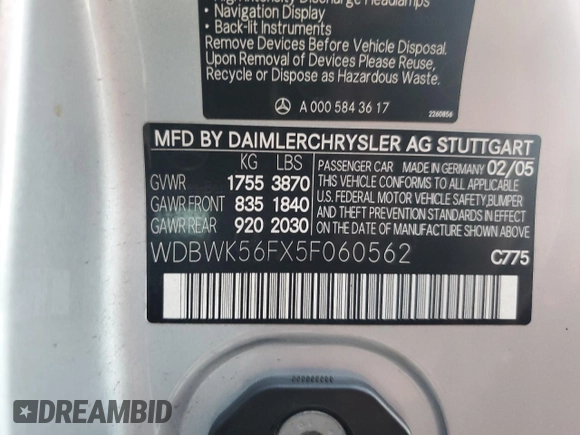 High Intensity Discharge Headlamps
• Navigation Display
• Back-lit Instruments
Remove Devices Before Vehicle Disposal.
Upon Removal of Devices Please Reuse,
Recycle or Dispose as Hazardous Waste.
A 000 584 36 17
2260856
MFD BY DAIMLERCHRYSLER AG STUTTGART
KG LBS
GVWR 1755 3870
GAWR FRONT 835 1840
GAWR REAR 920 2030
PASSENGER CAR MADE IN GERMANY 02/05
THIS VEHICLE CONFORMS TO ALL APPLICABLE
U.S. FEDERAL MOTOR VEHICLE SAFETY,BUMPER
AND THEFT PREVENTION STANDARDS IN
EFFECT ON THE DATE OF MANUFACTURE
SHOWN ABOVE.
WDBWK56FX5F060562
C775
DREAMBID